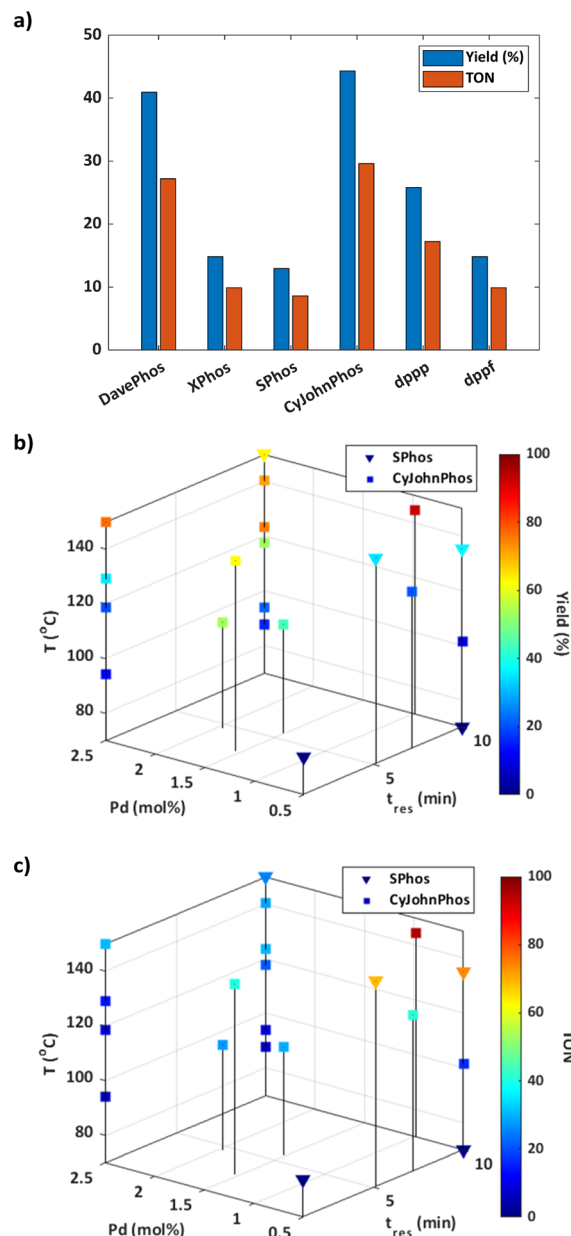 a)
50
40
30
20
10
0
Yield (%)
TON
DavePhos
XPhos
SPhos
CyJohnPhos
dppp
dppf
b)
SPhos
CyJohnPhos
140
120
100
80
T (°C)
2.5
2
1.5
1
0.5
Pd (mol%)
5
10
t_res (min)
100
80
60
40
20
0
Yield (%)
c)
SPhos
CyJohnPhos
140
120
100
80
T (°C)
2.5
2
1.5
1
0.5
Pd (mol%)
5
10
t_res (min)
100
80
60
40
20
0
TON